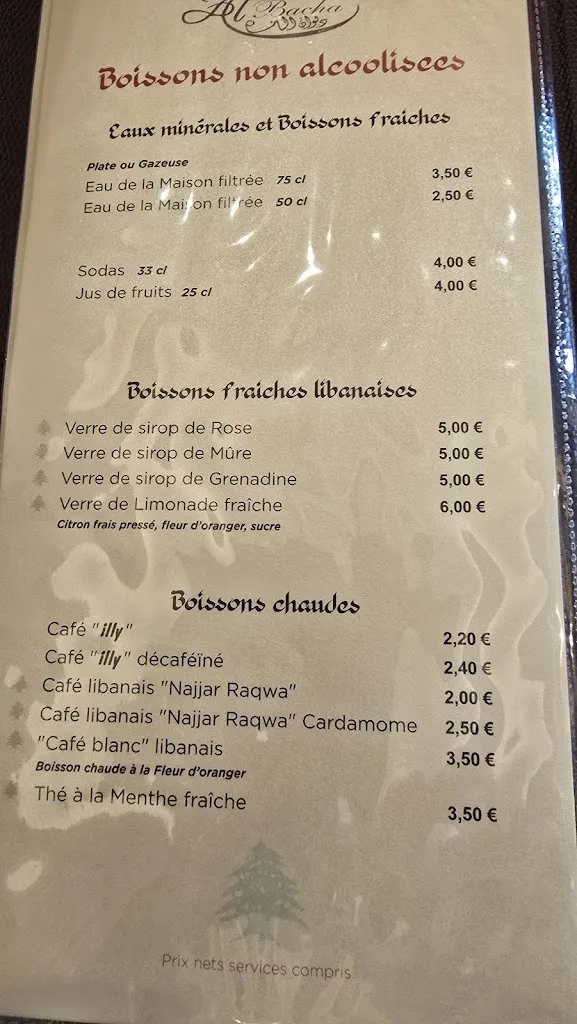 Al Bacha
Boissons non alcoolisees
Eaux minérales et Boissons fraiches
Plate ou Gazeuse
Eau de la Maison filtrée 75 cl 3,50 €
Eau de la Maison filtrée 50 cl 2,50 €
Sodas 33 cl 4,00 €
Jus de fruits 25 cl 4,00 €
Boissons fraiches libanaises
Verre de sirop de Rose 5,00 €
Verre de sirop de Mûre 5,00 €
Verre de sirop de Grenadine 5,00 €
Verre de Limonade fraîche 6,00 €
Citron frais pressé, fleur d'oranger, sucre
Boissons chaudes
Café "illy" 2,20 €
Café "illy" décaféïné 2,40 €
Café libanais "Najjar Raqwa" 2,00 €
Café libanais "Najjar Raqwa" Cardamome 2,50 €
"Café blanc" libanais 3,50 €
Boisson chaude à la Fleur d'oranger
Thé à la Menthe fraîche 3,50 €
Prix nets services compris